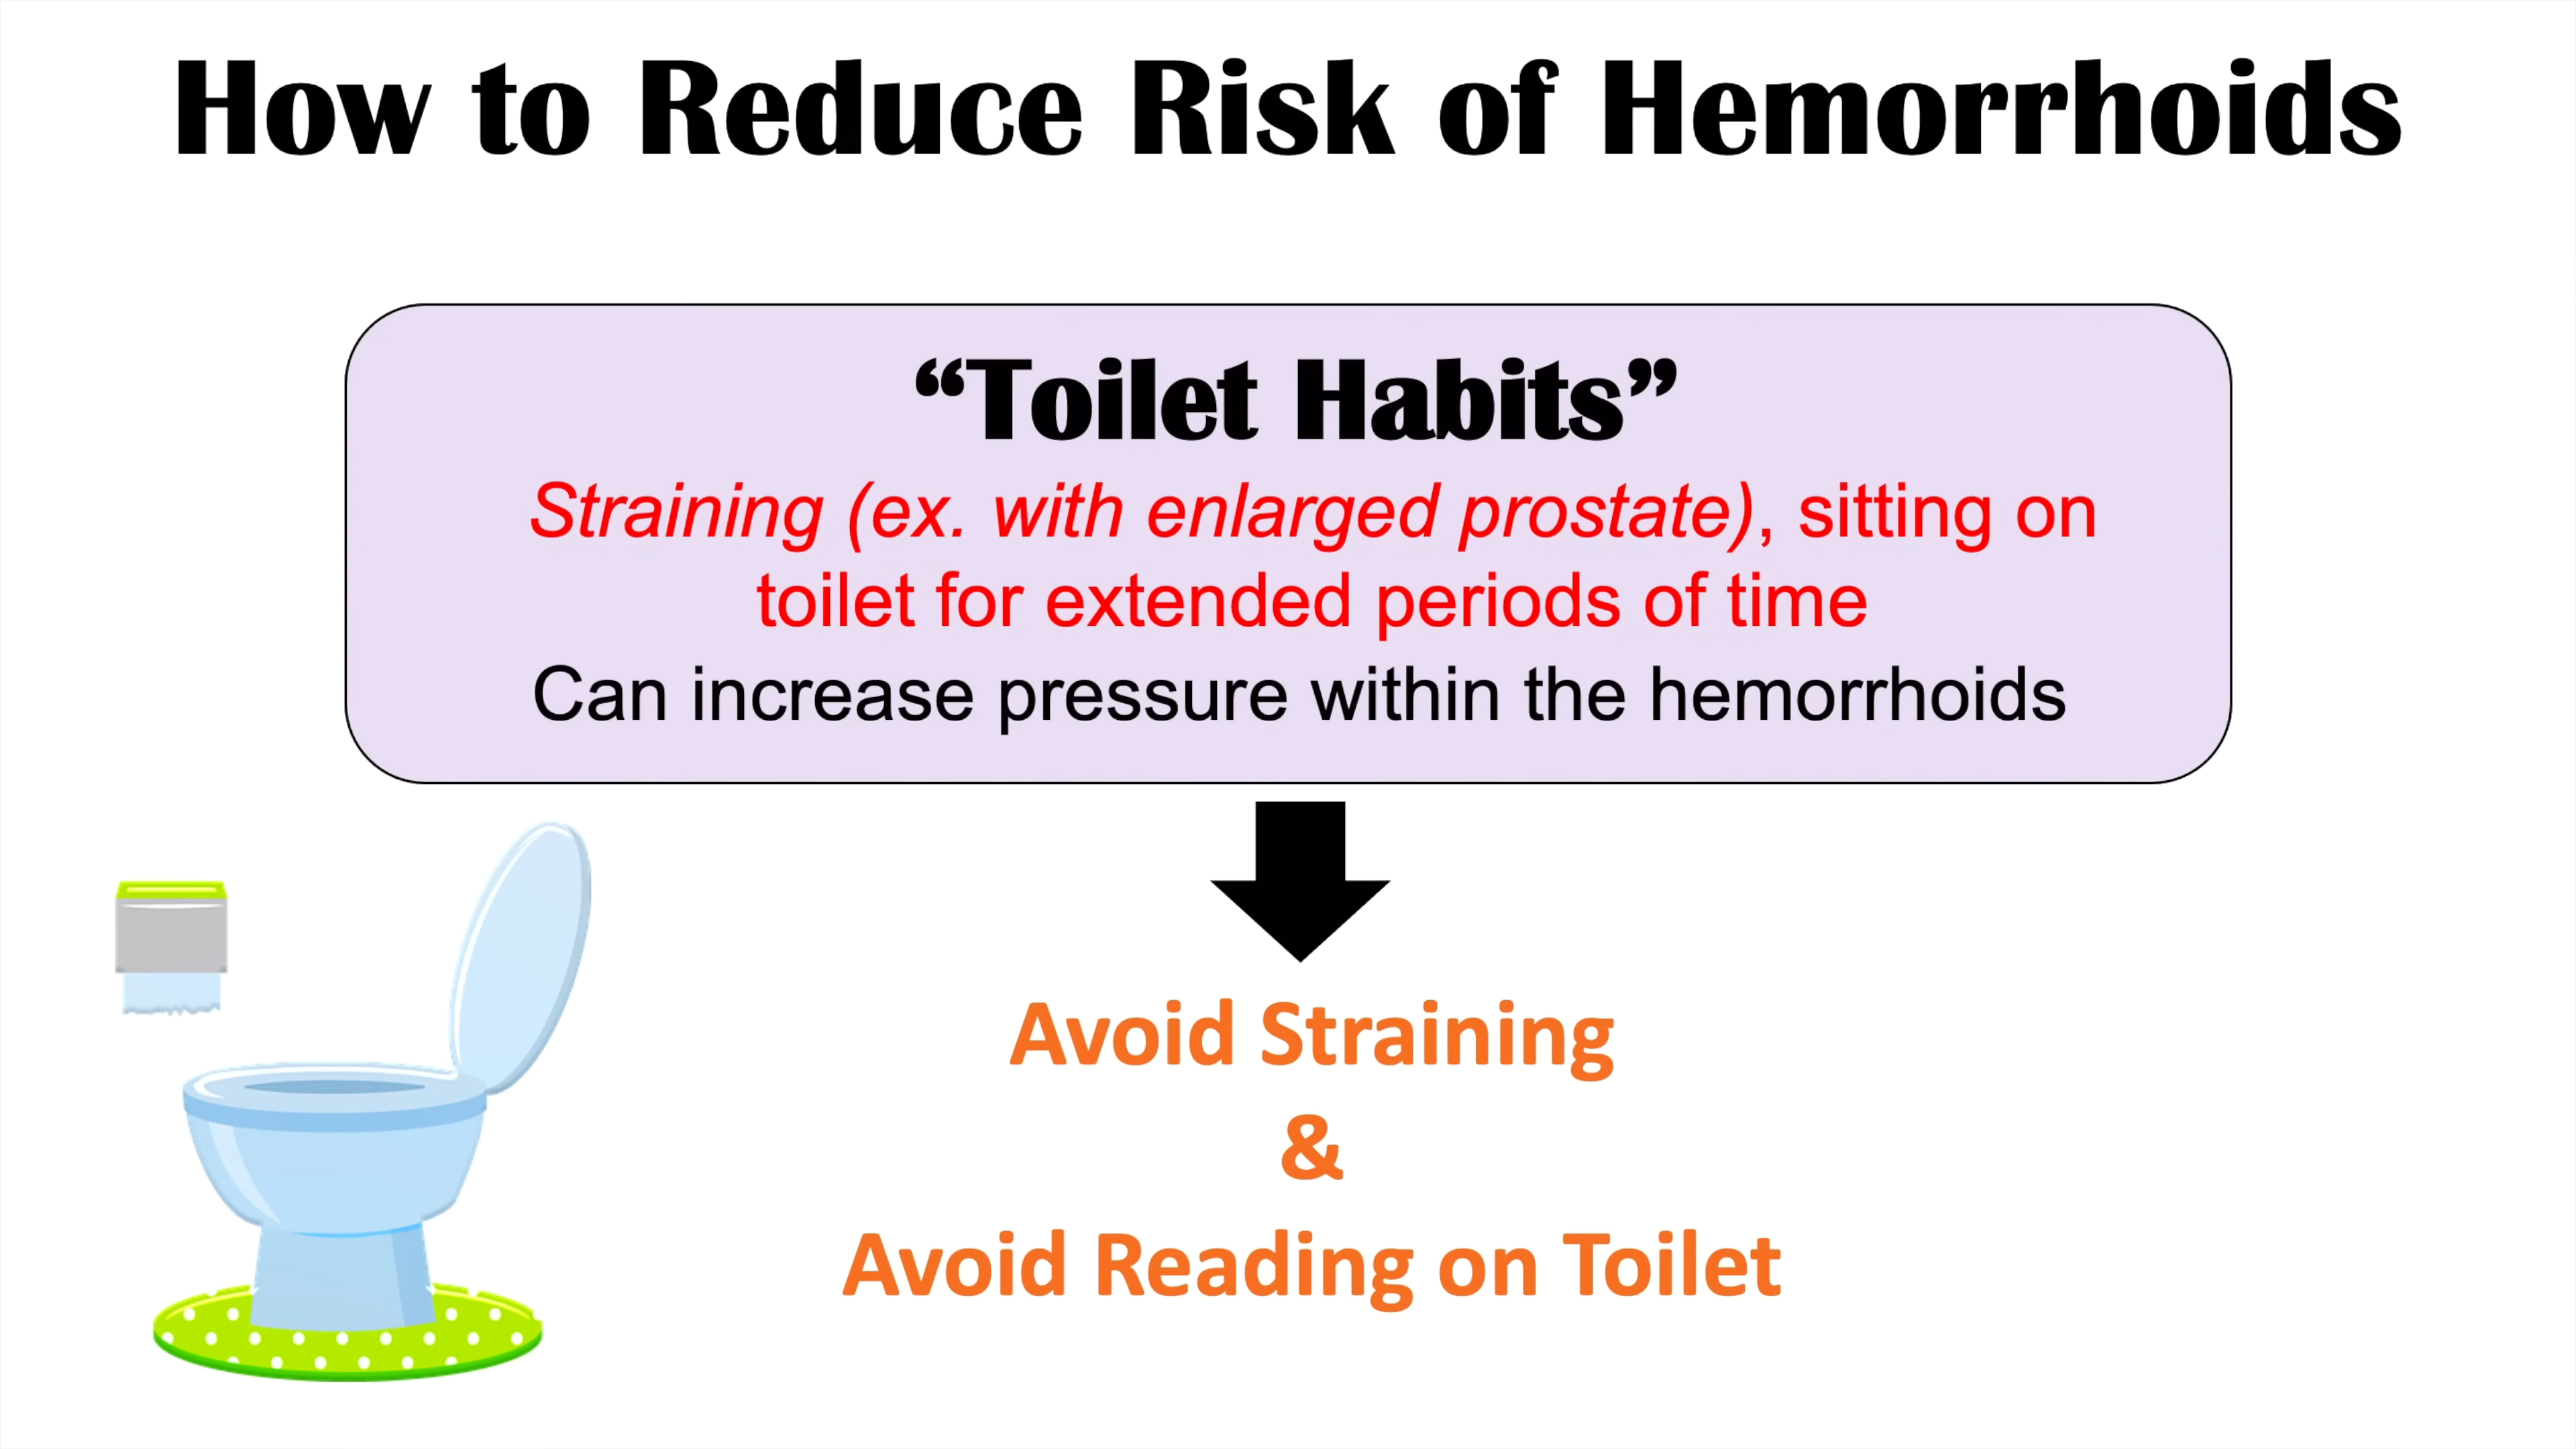 How to Reduce Risk of Hemorrhoids
“Toilet Habits”
Straining (ex. with enlarged prostate), sitting on
toilet for extended periods of time
Can increase pressure within the hemorrhoids
Avoid Straining
&
Avoid Reading on Toilet